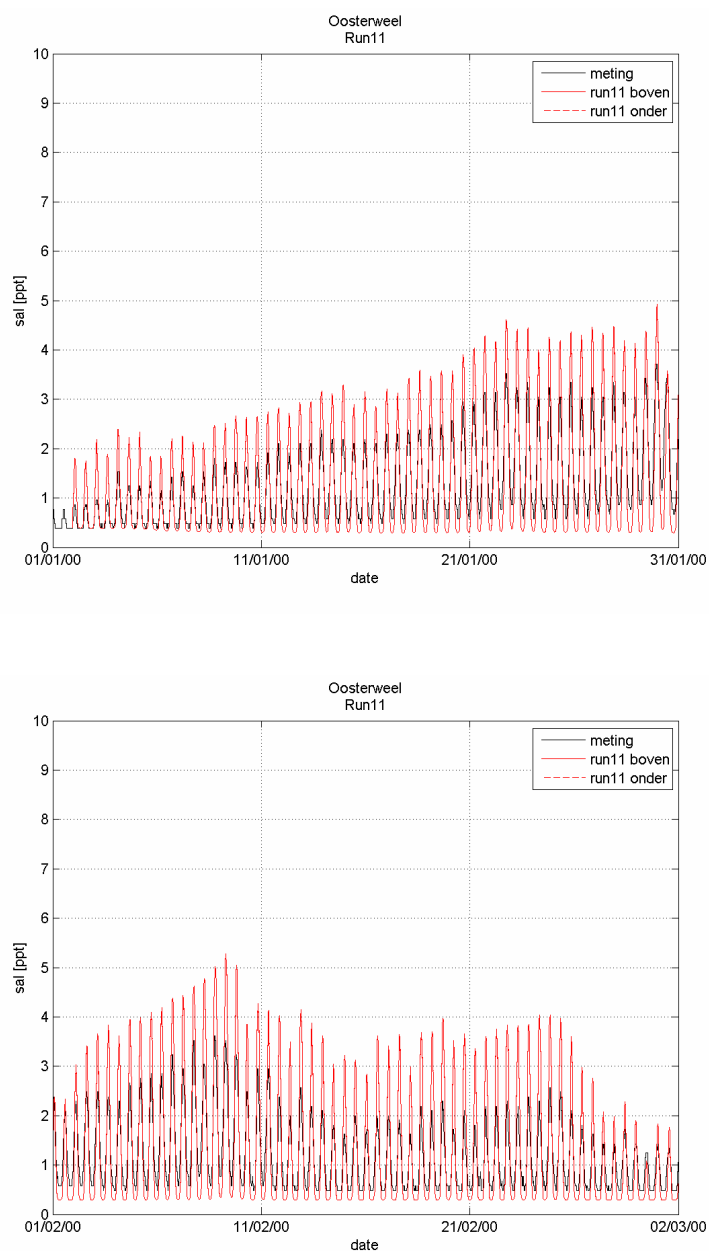 Oosterweel
Run11
10
9
8
7
6
5
4
3
2
1
0
sal [ppt]
meting
run11 boven
run11 onder
01/01/00
11/01/00
21/01/00
31/01/00
date
Oosterweel
Run11
10
9
8
7
6
5
4
3
2
1
0
sal [ppt]
meting
run11 boven
run11 onder
01/02/00
11/02/00
21/02/00
02/03/00
date